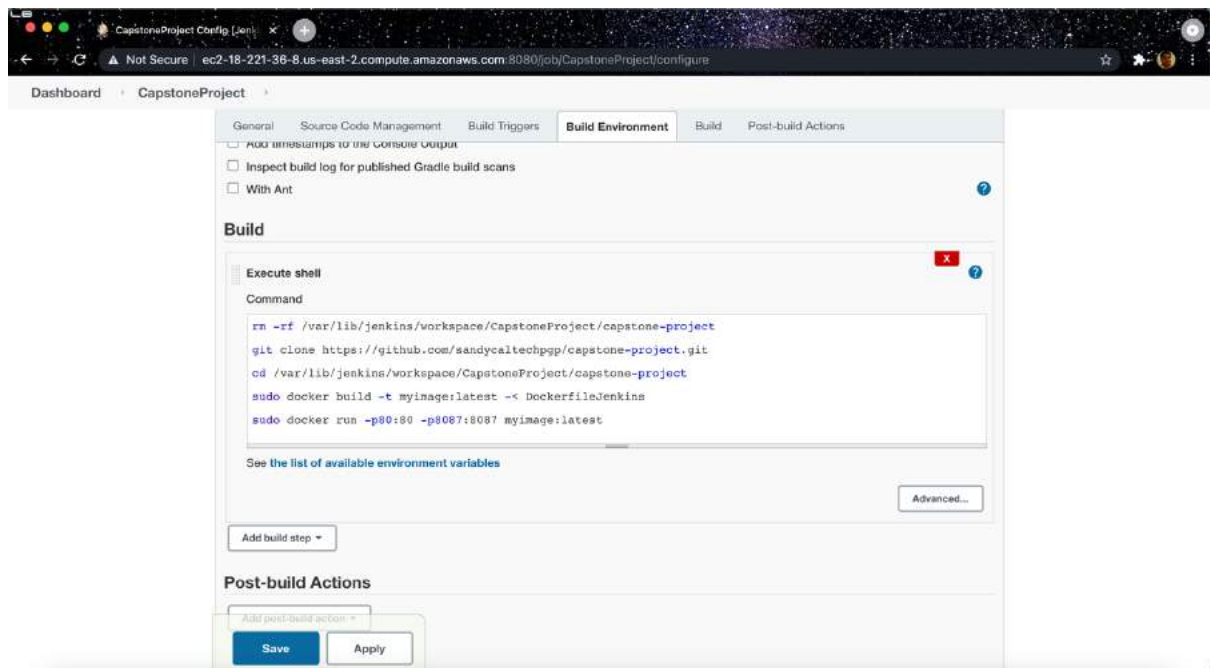 CapstoneProject Config [Jenk
Not Secure ec2-18-221-36-8.us-east-2.compute.amazonaws.com:8080/job/CapstoneProject/configure
Dashboard CapstoneProject
General Source Code Management Build Triggers Build Environment Build Post-build Actions
Add timestamps to the Console Output
Inspect build log for published Gradle build scans
With Ant
?
Build
X
Execute shell
?
Command
rm -rf /var/lib/jenkins/workspace/CapstoneProject/capstone-project
git clone https://github.com/sandycaltechpgp/capstone-project.git
cd /var/lib/jenkins/workspace/CapstoneProject/capstone-project
sudo docker build -t myimage:latest -< DockerfileJenkins
sudo docker run -p80:80 -p8087:8087 myimage:latest
See the list of available environment variables
Advanced...
Add build step
Post-build Actions
Add post-build action
Save Apply